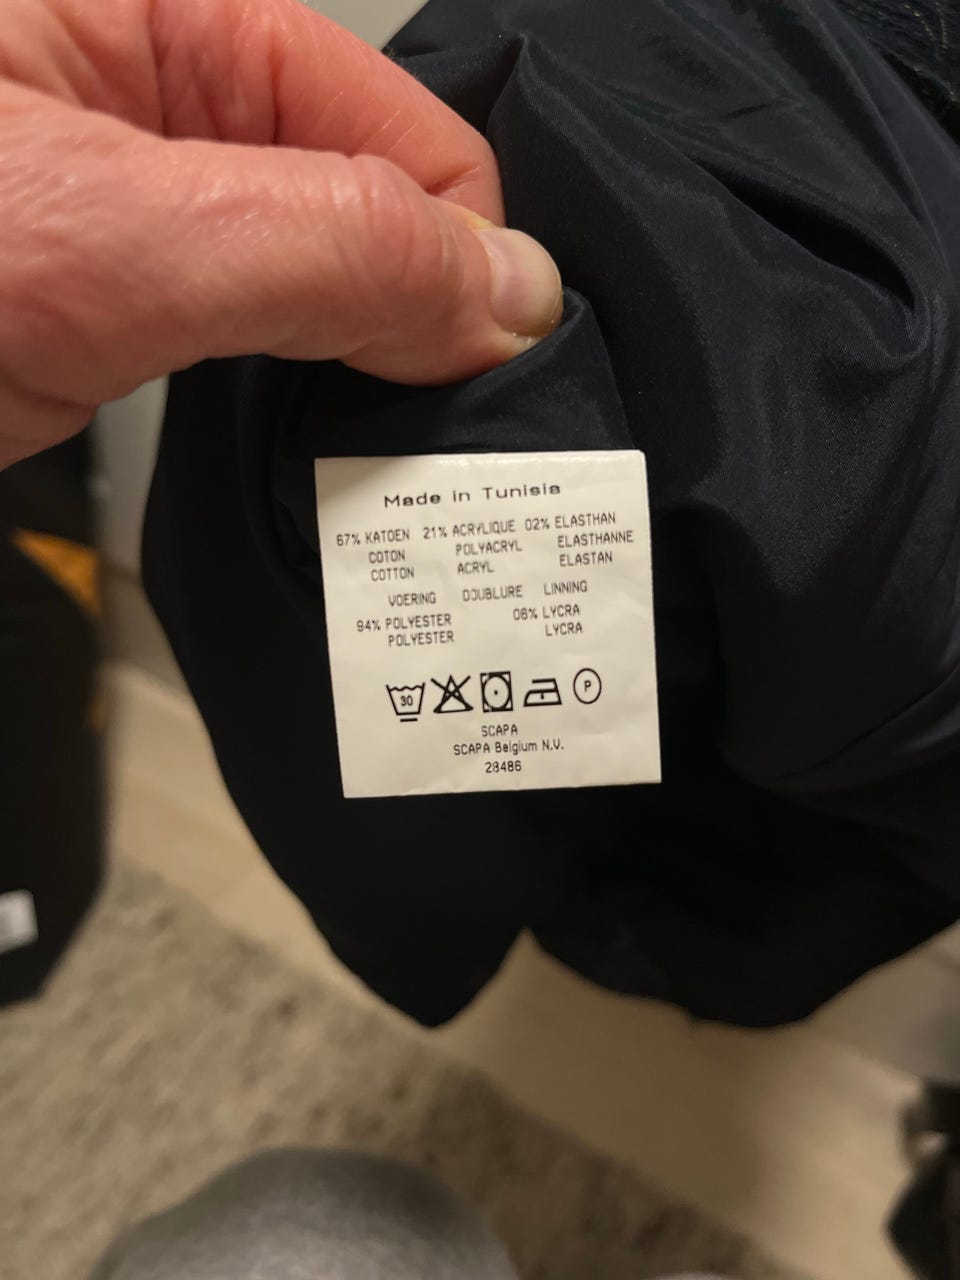 Made in Tunisia
67% KATOEN 21% ACRYLIQUE 02% ELASTHAN
COTON POLYACRYL ELASTHANNE
COTTON ACRYL ELASTAN
VOERING DOUBLURE LINNING
94% POLYESTER 06% LYCRA
POLYESTER LYCRA
30 P
SCAPA
SCAPA Belgium N.V.
28486